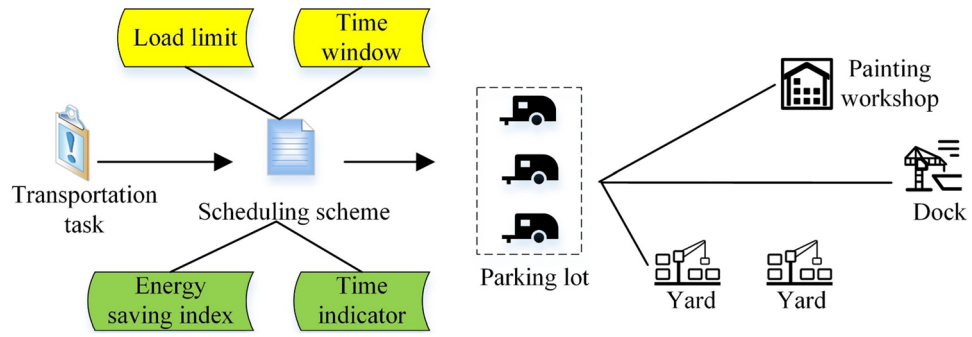 Load limit
Time
window
Transportation
task
Scheduling scheme
Energy
saving index
Time
indicator
Parking lot
Painting
workshop
Dock
Yard
Yard